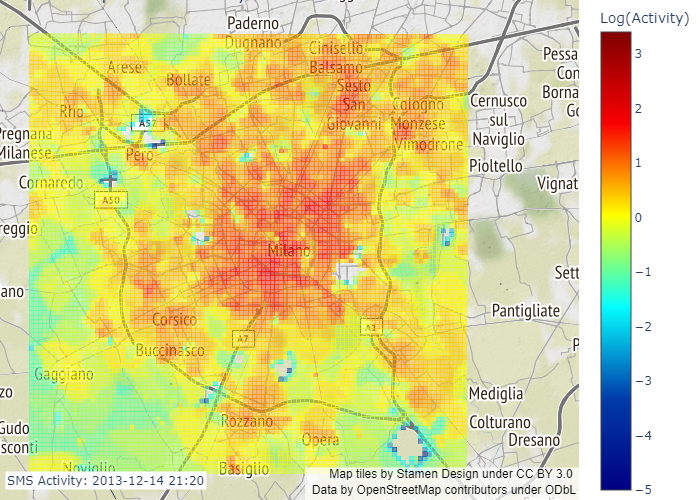 Paderno
Dugnano
Cinisello
Balsamo
Arese
Bollate
Sesto
San
Giovanni
Cologno
Monzese
Vimodrone
Rho
A52
Pero
Pregnana
Milanese
Cornaredo
A50
reggio
ano
Milano
Cernusco
sul
Naviglio
Pioltello
Pessa
Con
Borna
Go
Vignat
Sett
Pantigliate
P
Corsico
Buccinasco
A7
A1
Gaggiano
zo
Gudo
sconti
Rozzano
Opera
Mediglia
Colturano
Dresano
Noviglio
Basiglio
SMS Activity: 2013-12-14 21:20
Map tiles by Stamen Design under CC BY 3.0
Data by OpenStreetMap contributors under ODbL
Log(Activity)
3
2
1
0
−1
−2
−3
−4
−5